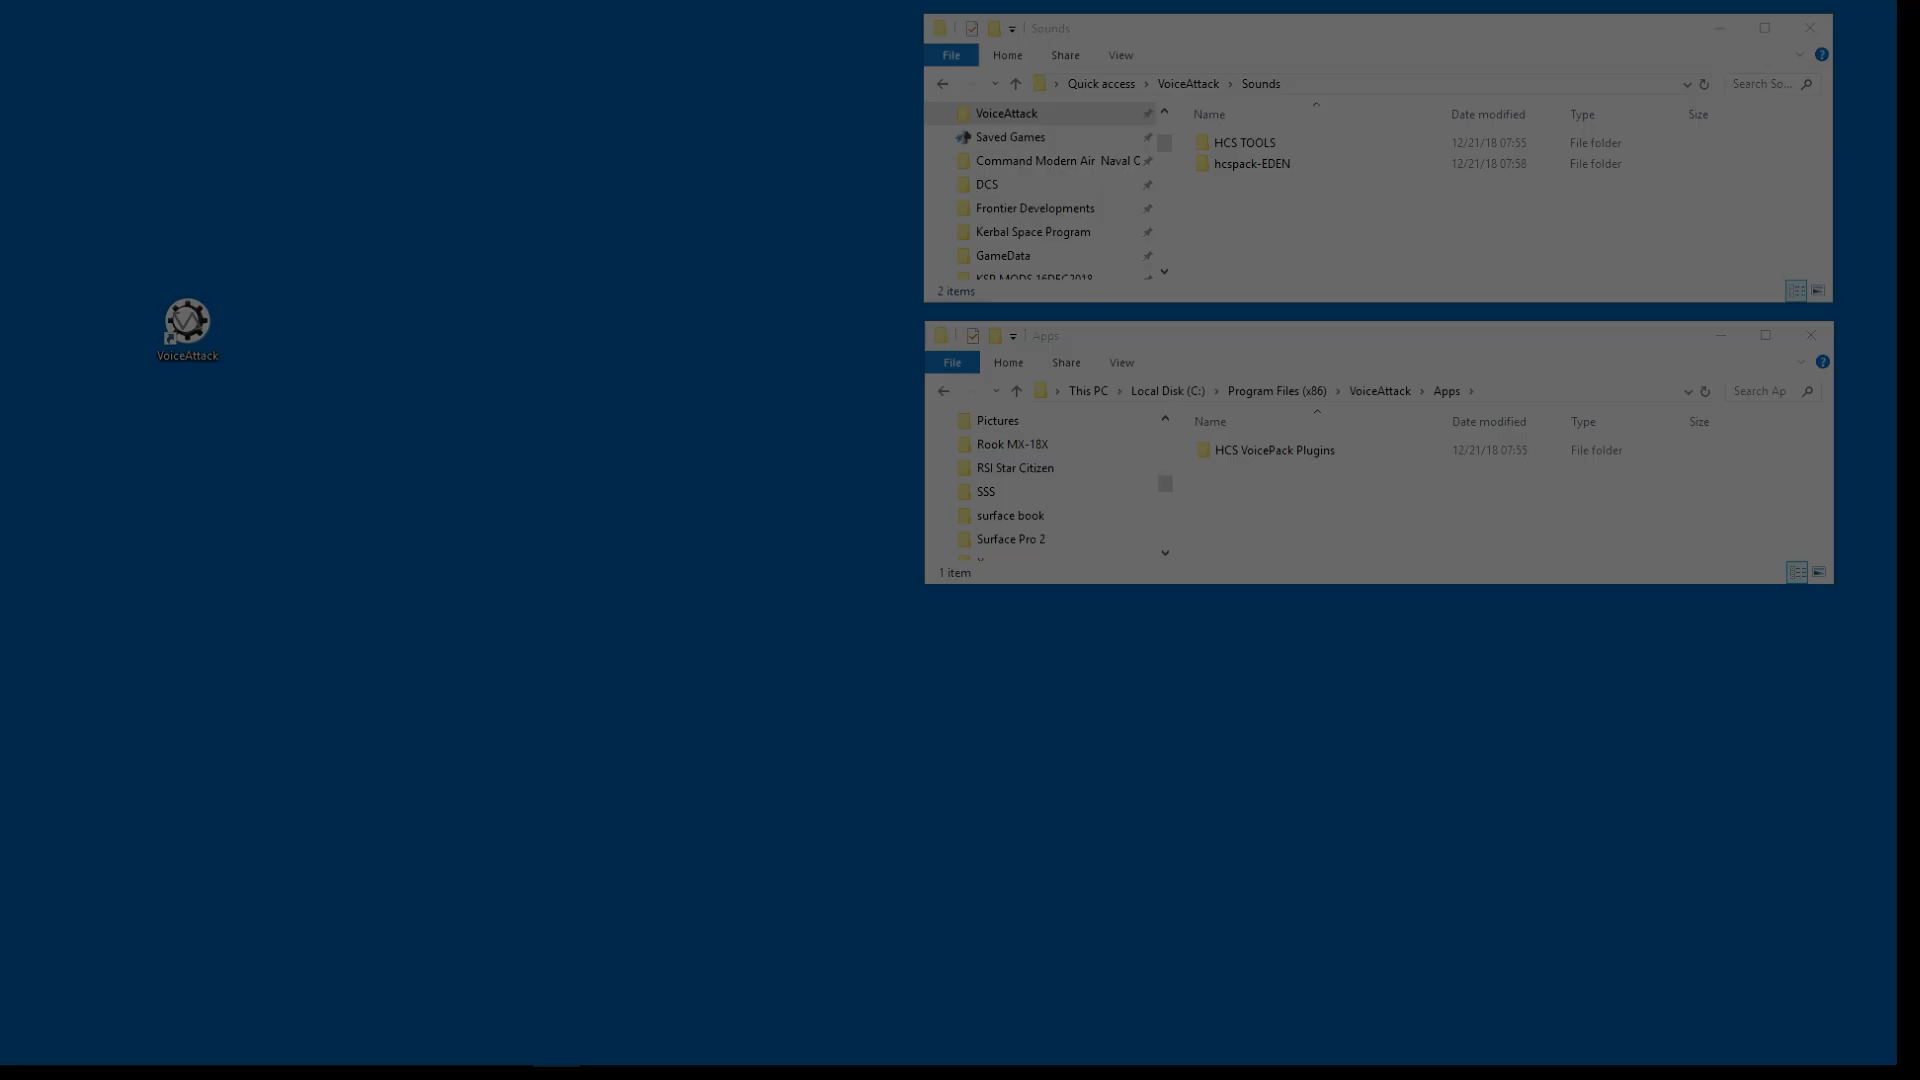 Sounds
File Home Share View
Quick access > VoiceAttack > Sounds
Search So...
VoiceAttack
Saved Games
Command Modern Air Naval C
DCS
Frontier Developments
Kerbal Space Program
GameData
KSP MODS 16DEC2018
Name Date modified Type Size
HCS TOOLS 12/21/18 07:55 File folder
hcspack-EDEN 12/21/18 07:58 File folder
2 items
VoiceAttack
Apps
File Home Share View
This PC > Local Disk (C:) > Program Files (x86) > VoiceAttack > Apps >
Search Ap
Pictures
Rook MX-18X
RSI Star Citizen
SSS
surface book
Surface Pro 2
Name Date modified Type Size
HCS VoicePack Plugins 12/21/18 07:55 File folder
1 item